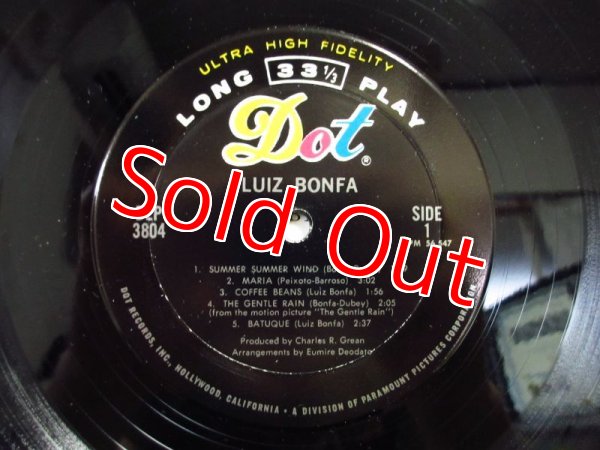 ULTRA HIGH FIDELITY
LONG 33 1/3 PLAY
Dot®
LUIZ BONFA
3804
SIDE
1
Sold Out
1. SUMMER SUMMER WIND
2. MARIA (Peixoto-Barroso) 3:02
3. COFFEE BEANS (Luiz Bonfa) 1:56
4. THE GENTLE RAIN (Bonfa-Dubey) 2:05
(from the motion picture "The Gentle Rain")
5. BATUQUE (Luiz Bonfa) 2:37
Produced by Charles R. Grean
Arrangements by Eumire Deodato
DOT RECORDS, INC., HOLLYWOOD, CALIFORNIA • A DIVISION OF PARAMOUNT PICTURES CORPORATION